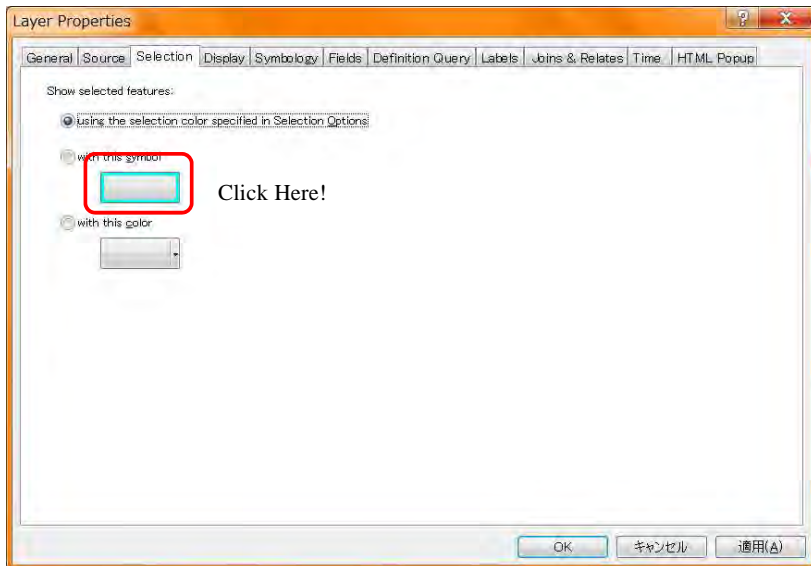 Layer Properties
General Source Selection Display Symbology Fields Definition Query Labels Joins & Relates Time HTML Popup
Show selected features:
using the selection color specified in Selection Options
with this symbol
Click Here!
with this color
OK キャンセル 適用(A)